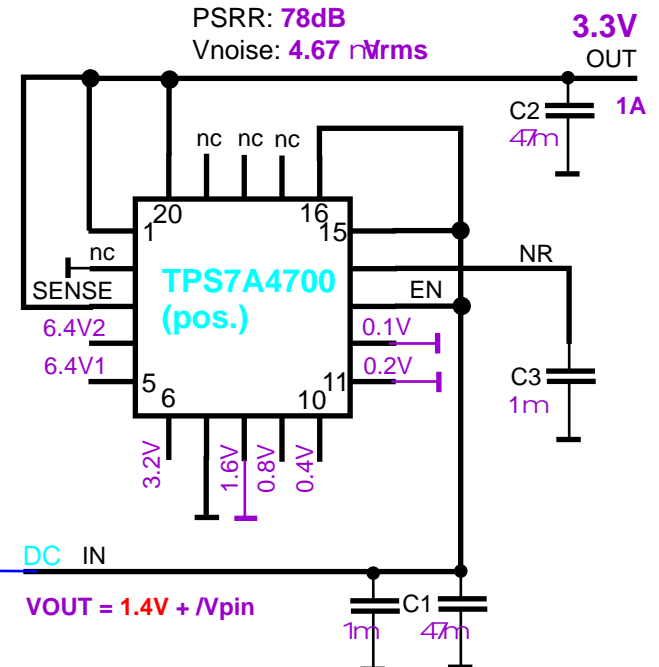 PSRR: 78dB
Vnoise: 4.67 mVrms
3.3V
OUT
1A
C2
47m
nc nc nc
20
16
1
15
nc
NR
SENSE
TPS7A4700
(pos.)
EN
6.4V2
0.1V
6.4V1
0.2V
5
11
6
10
C3
1m
3.2V
1.6V
0.8V
0.4V
DC IN
VOUT = 1.4V + /Vpin
C1
1m
47m